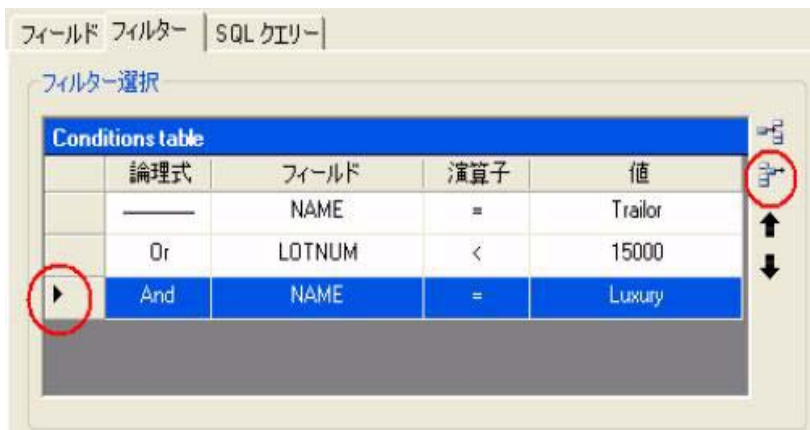 フィールド フィルター SQL クエリー
フィルター選択
Conditions table
論理式 フィールド 演算子 値
NAME = Trailor
Or LOTNUM < 15000
And NAME = Luxury